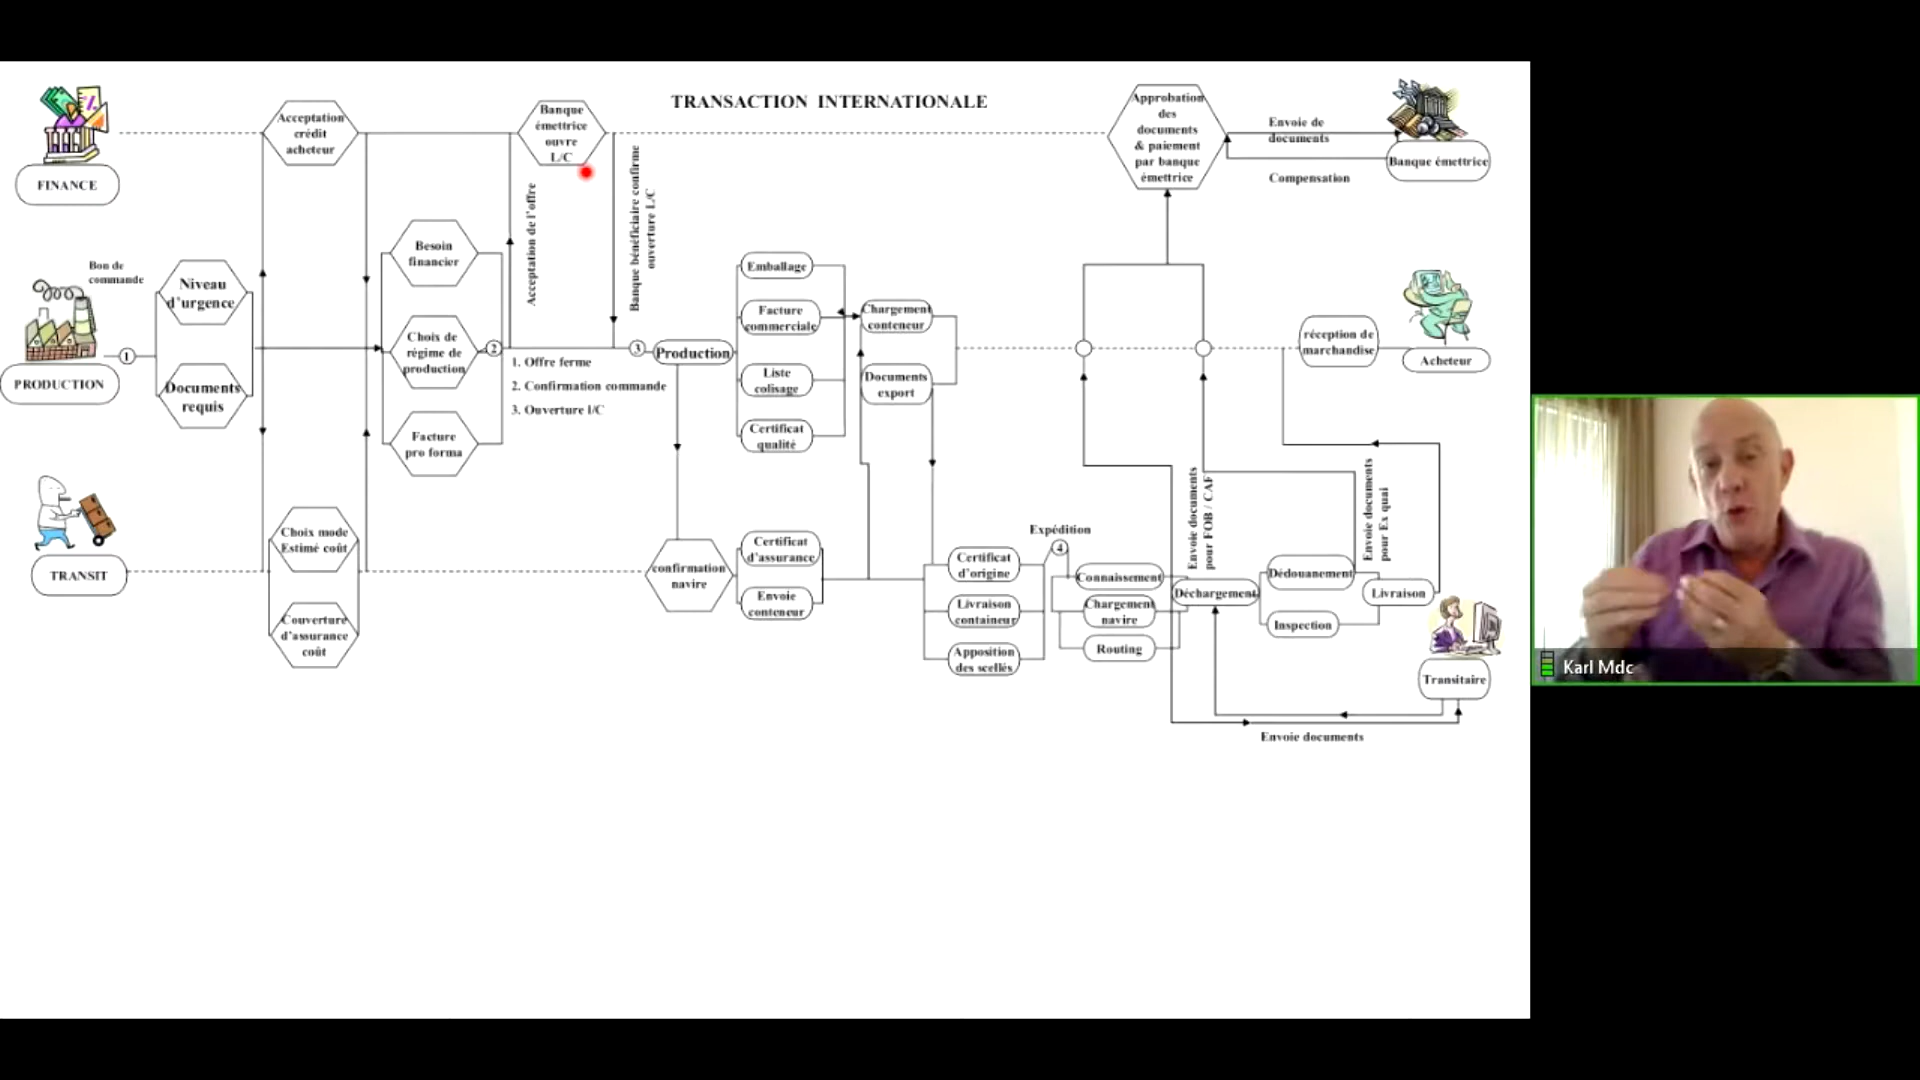 TRANSACTION INTERNATIONALE
FINANCE
Acceptation
crédit
acheteur
Banque
émettrice
ouvre
L/C
Approbation
des
documents
& paiement
par banque
émettrice
Envoie de
documents
Compensation
Banque émettrice
Acceptation de l'offre
Banque bénéficiaire confirme
ouverture L/C
Bon de
commande
PRODUCTION
1
Niveau
d'urgence
Documents
requis
Besoin
financier
Choix de
régime de
production
Facture
pro forma
2
1. Offre ferme
2. Confirmation commande
3. Ouverture l/C
3
Production
Emballage
Facture
commerciale
Liste
colisage
Certificat
qualité
Chargement
conteneur
Documents
export
réception de
marchandise
Acheteur
TRANSIT
Choix mode
Estimé coût
Couverture
d'assurance
coût
confirmation
navire
Certificat
d'assurance
Envoie
conteneur
Certificat
d'origine
Livraison
containeur
Apposition
des scellés
Expédition
4
Connaissement
Chargement
navire
Routing
Envoie documents
pour FOB / CAF
Déchargement
Dédouanement
Inspection
Envoie documents
pour Ex quai
Livraison
Transitaire
Envoie documents
Karl Mdc